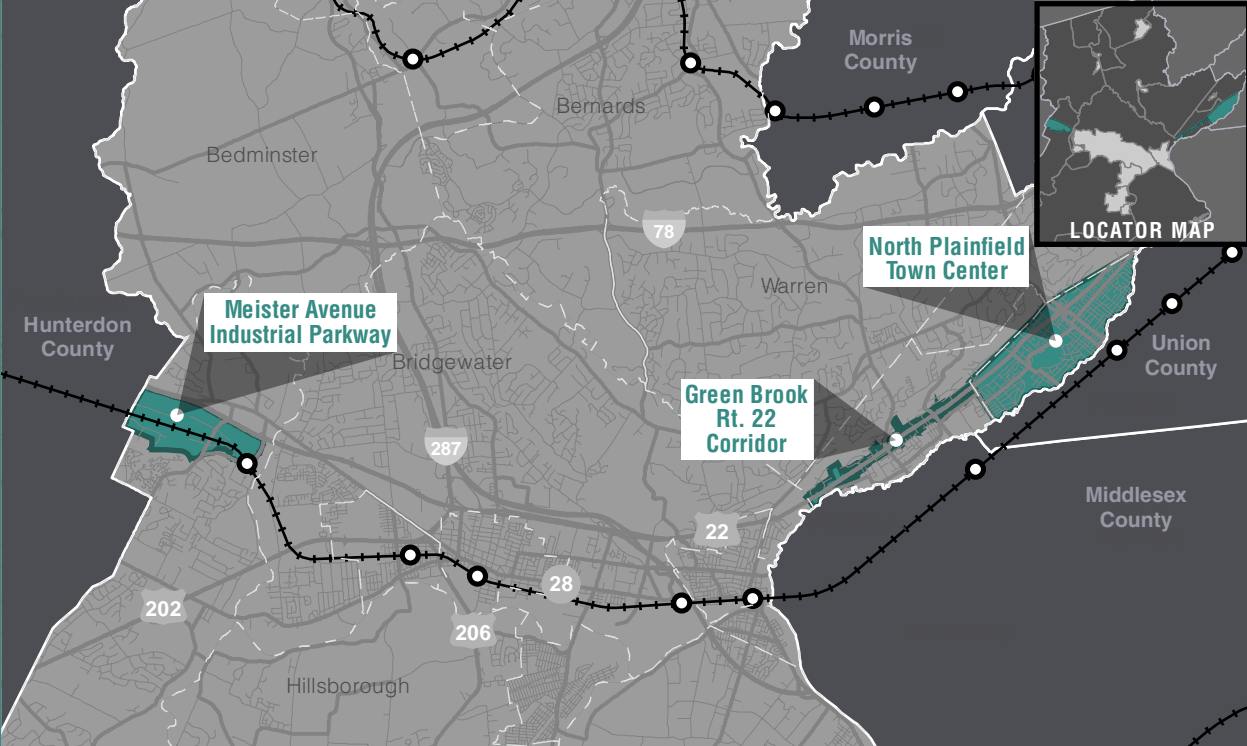 Morris
County
Bernards
Bedminster
78
LOCATOR MAP
North Plainfield
Town Center
Warren
Meister Avenue
Industrial Parkway
Hunterdon
County
Union
County
Bridgewater
Green Brook
Rt. 22
Corridor
287
Middlesex
County
22
28
202
206
Hillsborough